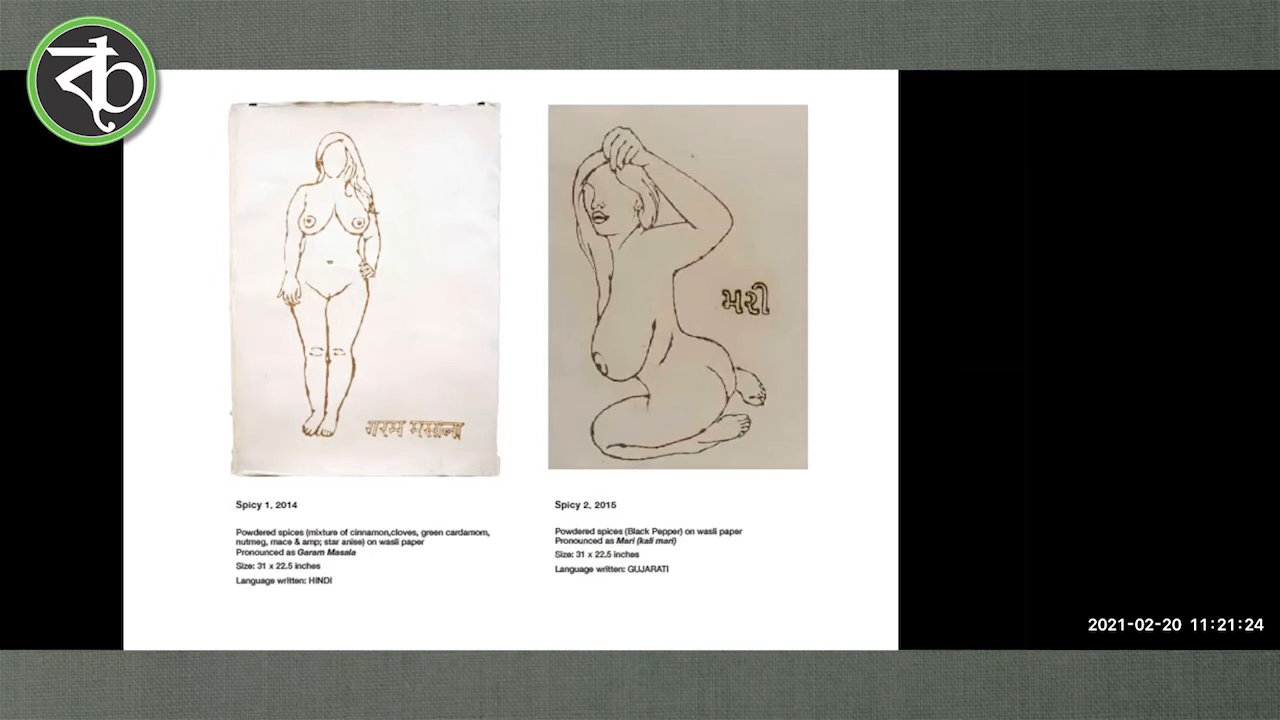 क
गरम मसाला
મરી
Spicy 1, 2014
Powdered spices (mixture of cinnamon,cloves, green cardamom,
nutmeg, mace & amp; star anise) on wasli paper
Pronounced as Garam Masala
Size: 31 x 22.5 inches
Language written: HINDI
Spicy 2, 2015
Powdered spices (Black Pepper) on wasli paper
Pronounced as Mari (kali mari)
Size: 31 x 22.5 inches
Language written: GUJARATI
2021-02-20 11:21:24